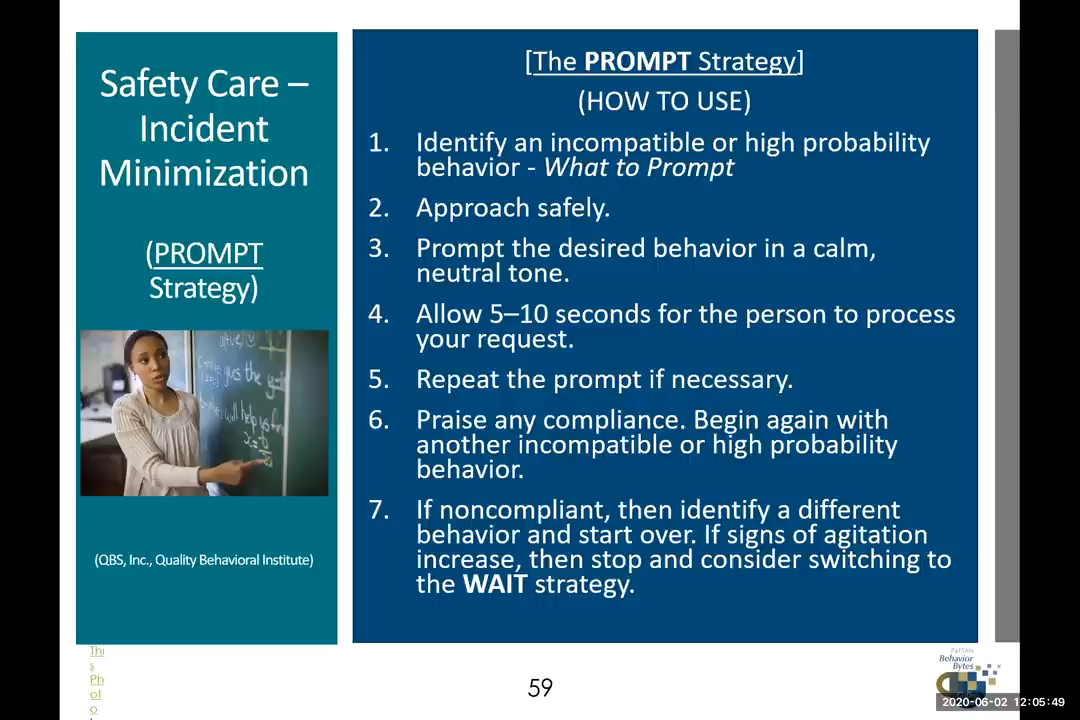 Safety Care –
Incident
Minimization
(PROMPT
Strategy)
(QBS, Inc., Quality Behavioral Institute)
[The PROMPT Strategy]
(HOW TO USE)
1. Identify an incompatible or high probability
behavior - What to Prompt
2. Approach safely.
3. Prompt the desired behavior in a calm,
neutral tone.
4. Allow 5–10 seconds for the person to process
your request.
5. Repeat the prompt if necessary.
6. Praise any compliance. Begin again with
another incompatible or high probability
behavior.
7. If noncompliant, then identify a different
behavior and start over. If signs of agitation
increase, then stop and consider switching to
the WAIT strategy.
Thi
s
Ph
ot
o
59
PaTTAN
Behavior
Bytes
2020-06-02 12:05:49